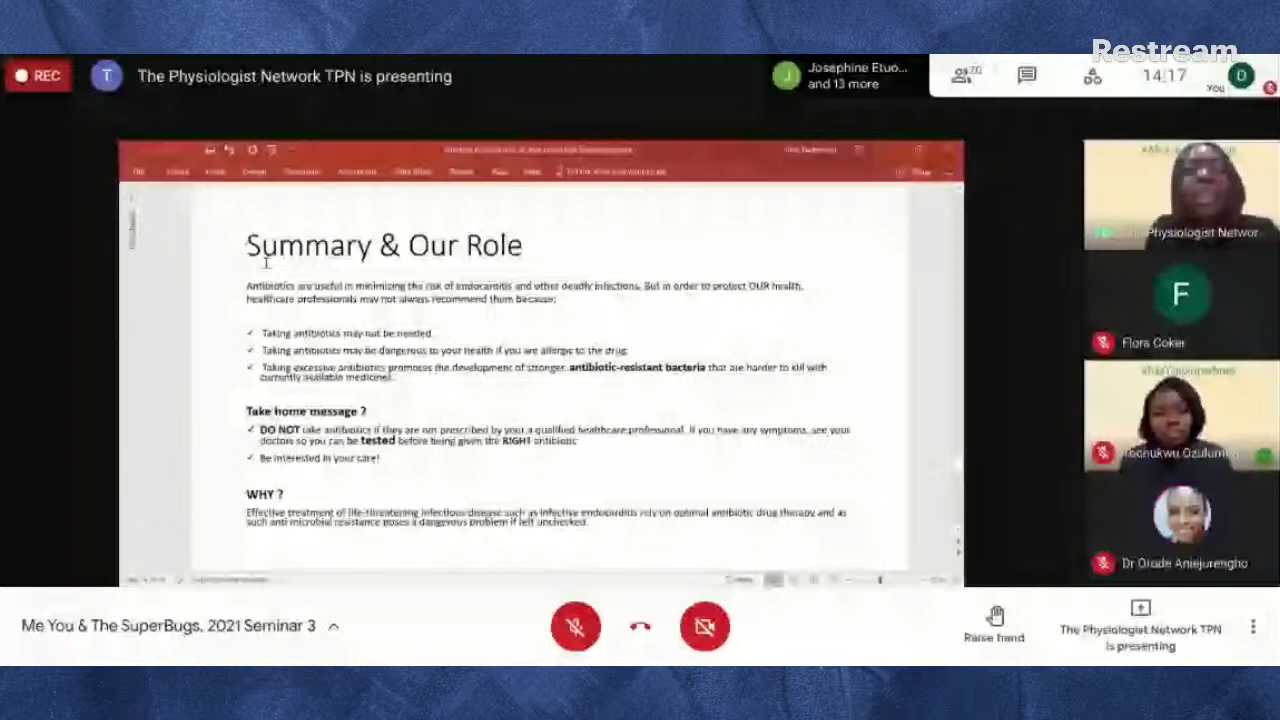 Restream
REC
T
The Physiologist Network TPN is presenting
J
Josephine Etuo...
and 13 more
20
14:17
You
D
Summary & Our Role
Antibiotics are useful in minimizing the risk of endocarditis and other deadly infections. But in order to protect OUR health,
healthcare professionals may not always recommend them because:
✓ Taking antibiotics may not be needed
✓ Taking antibiotics may be dangerous to your health if you are allergic to the drug
✓ Taking excessive antibiotics promotes the development of stronger, antibiotic-resistant bacteria that are harder to kill with
currently available medicines.
Take home message ?
✓ DO NOT take antibiotics if they are not prescribed by your a qualified healthcare professional. If you have any symptoms, see your
doctors so you can be tested before being given the RIGHT antibiotic
✓ Be interested in your care!
WHY ?
Effective treatment of life-threatening infectious disease such as infective endocarditis rely on optimal antibiotic drug therapy and as
such anti microbial resistance poses a dangerous problem if left unchecked.
Physiologist Networ
F
Flora Coker
Dr Orode Aniejurengho
Me You & The SuperBugs, 2021 Seminar 3
Raise hand
The Physiologist Network TPN
is presenting